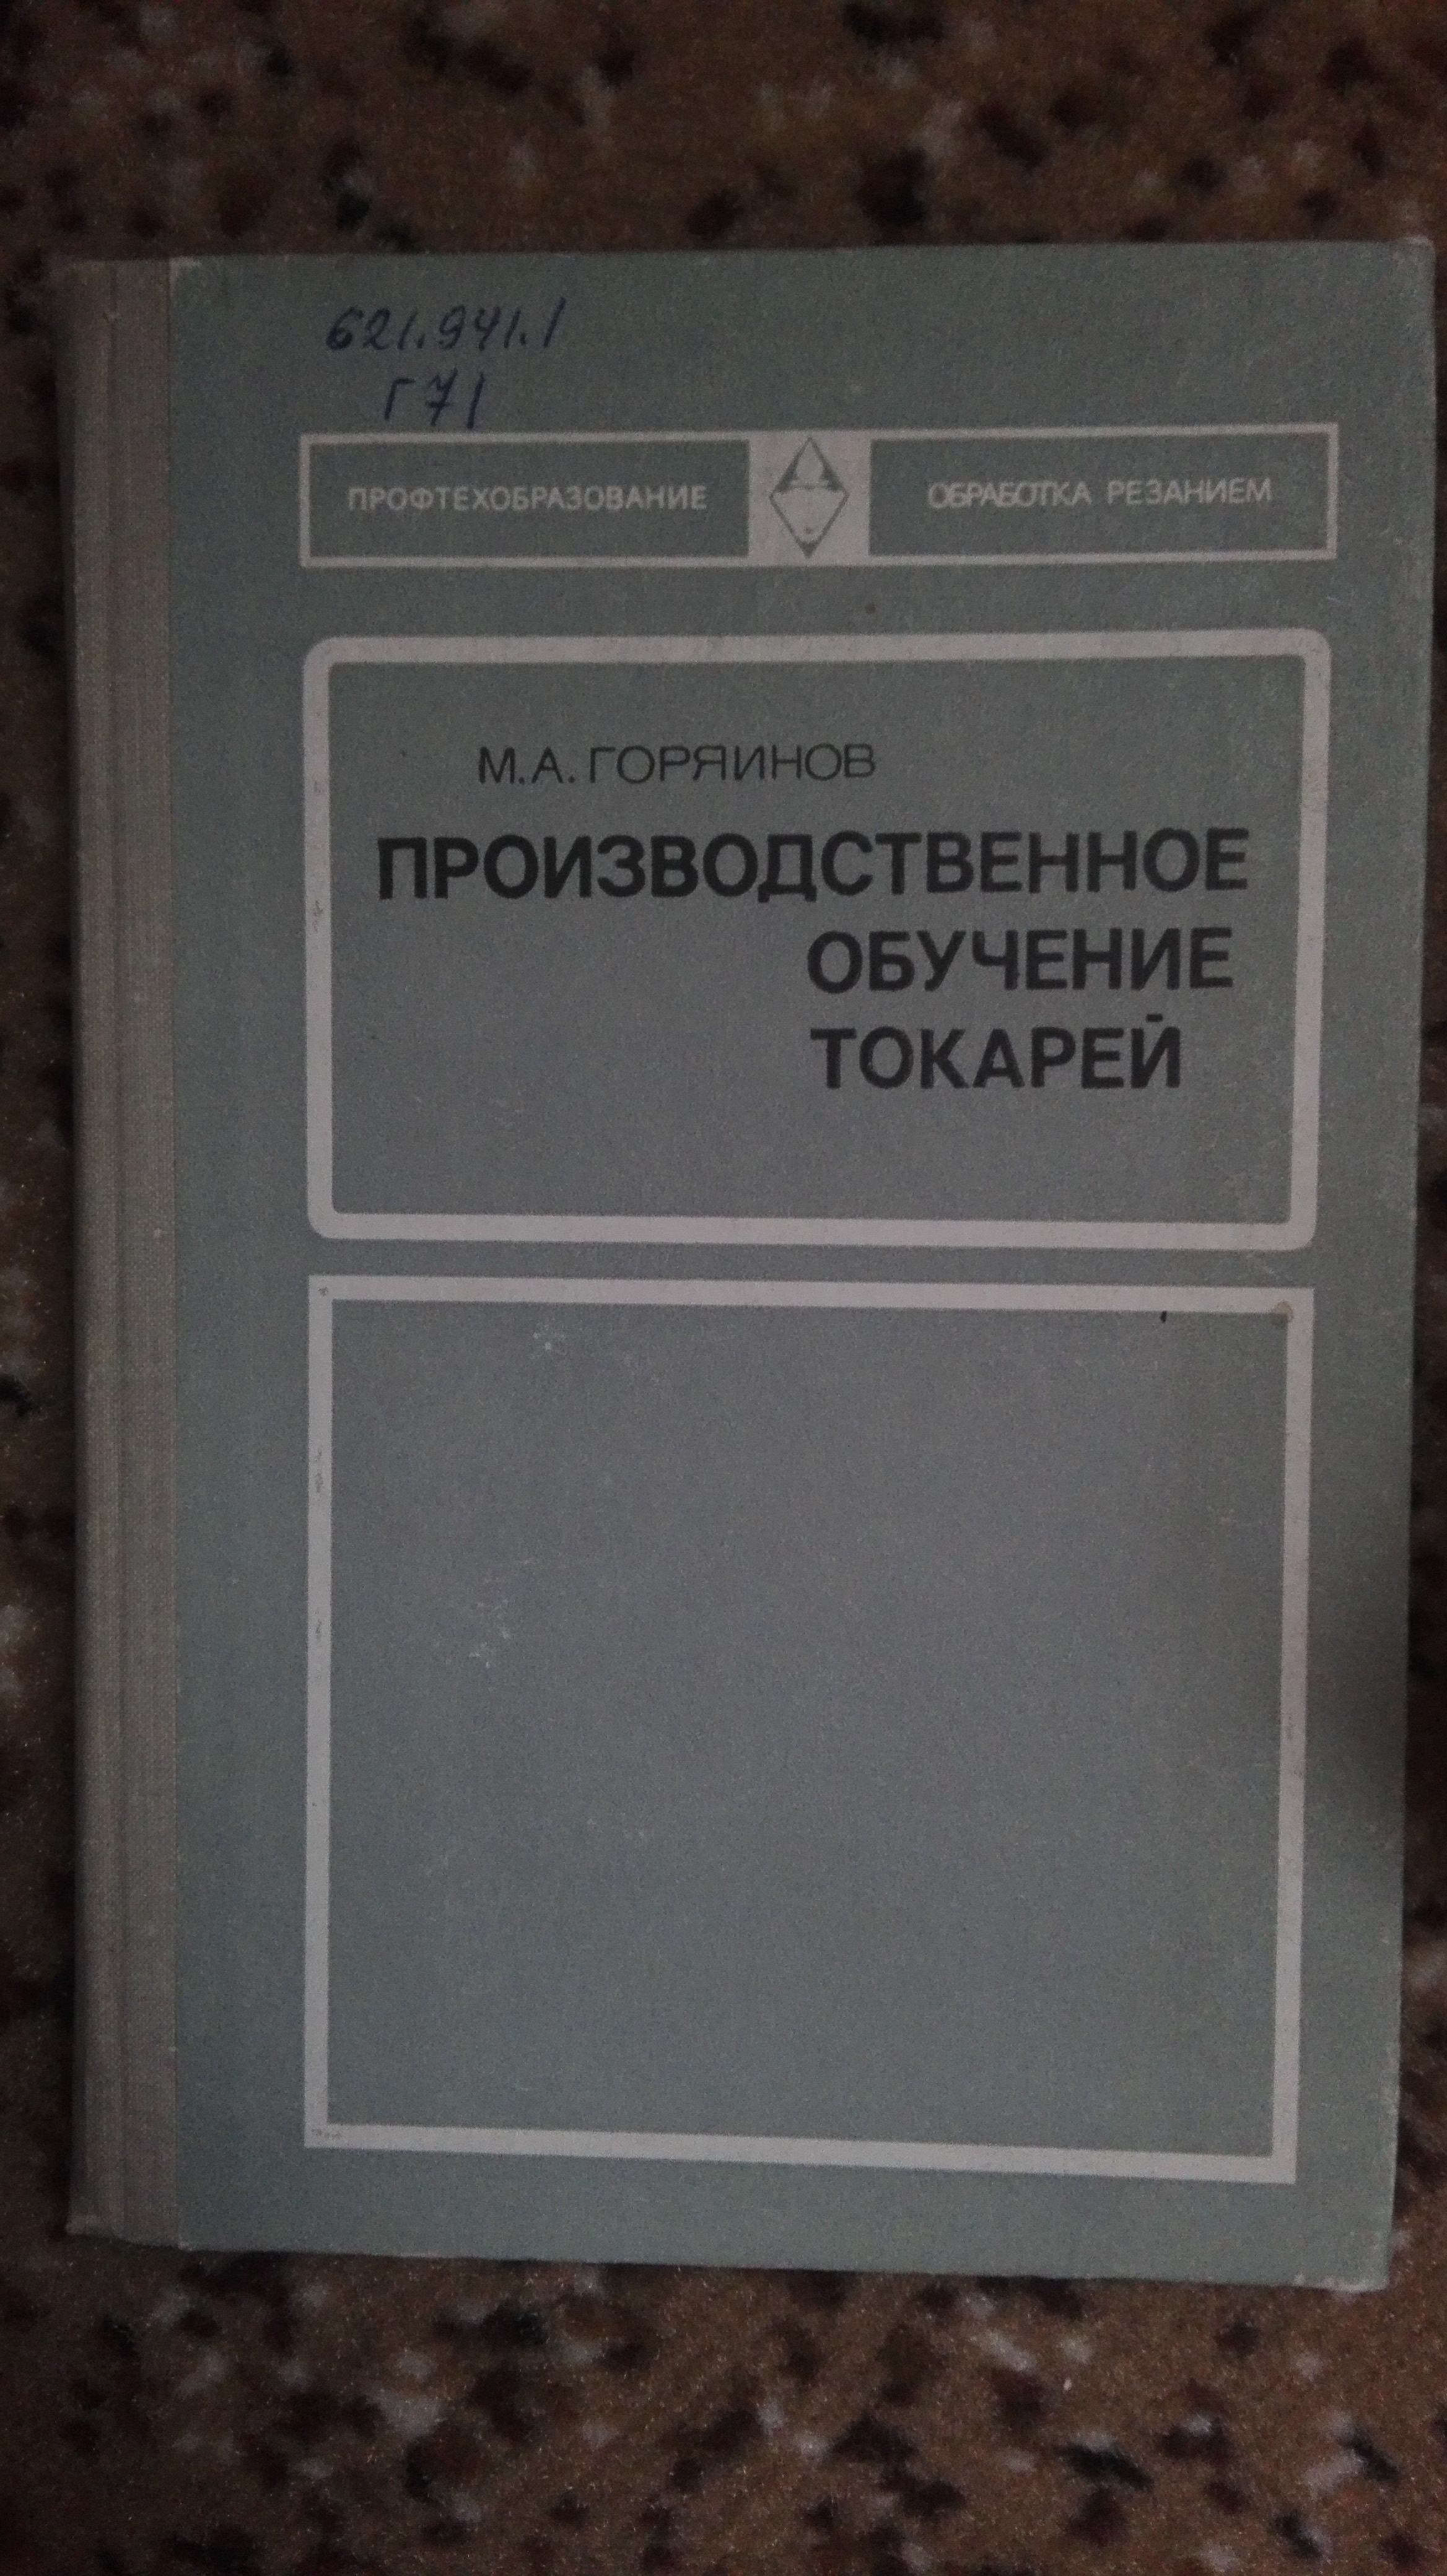 621.941.1
Г71
ПРОФТЕХОБРАЗОВАНИЕ ОБРАБОТКА РЕЗАНИЕМ
М.А. ГОРЯИНОВ
ПРОИЗВОДСТВЕННОЕ
ОБУЧЕНИЕ
ТОКАРЕЙ